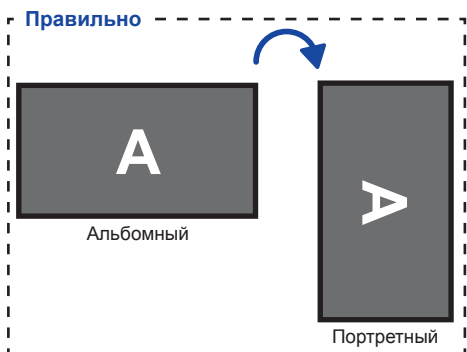 Правильно
A
A
Альбомный
Портретный